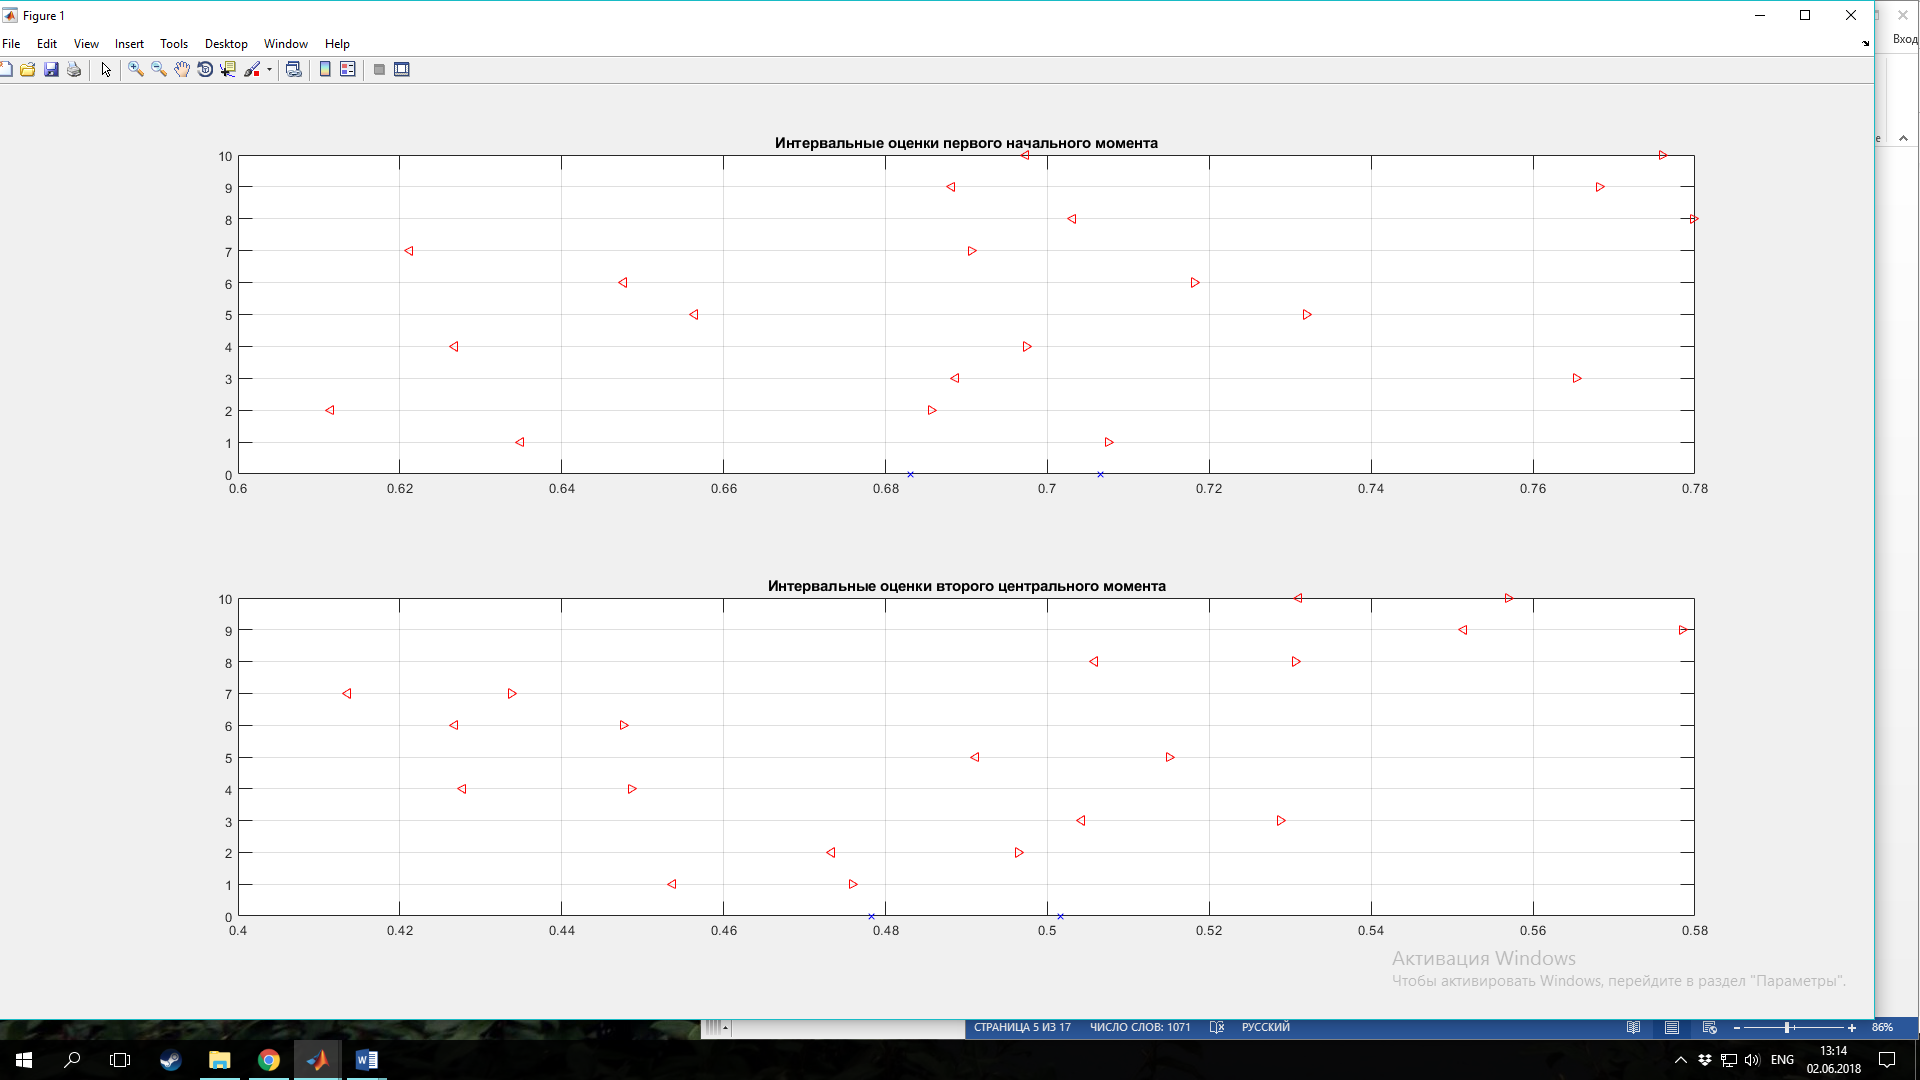 Figure 1
File Edit View Insert Tools Desktop Window Help
Вход
е
Интервальные оценки первого начального момента
10
9
8
7
6
5
4
3
2
1
0
0.6 0.62 0.64 0.66 0.68 0.7 0.72 0.74 0.76 0.78
Интервальные оценки второго центрального момента
10
9
8
7
6
5
4
3
2
1
0
0.4 0.42 0.44 0.46 0.48 0.5 0.52 0.54 0.56 0.58
Активация Windows
Чтобы активировать Windows, перейдите в раздел "Параметры".
СТРАНИЦА 5 ИЗ 17 ЧИСЛО СЛОВ: 1071 РУССКИЙ 86%
ENG 13:14
02.06.2018